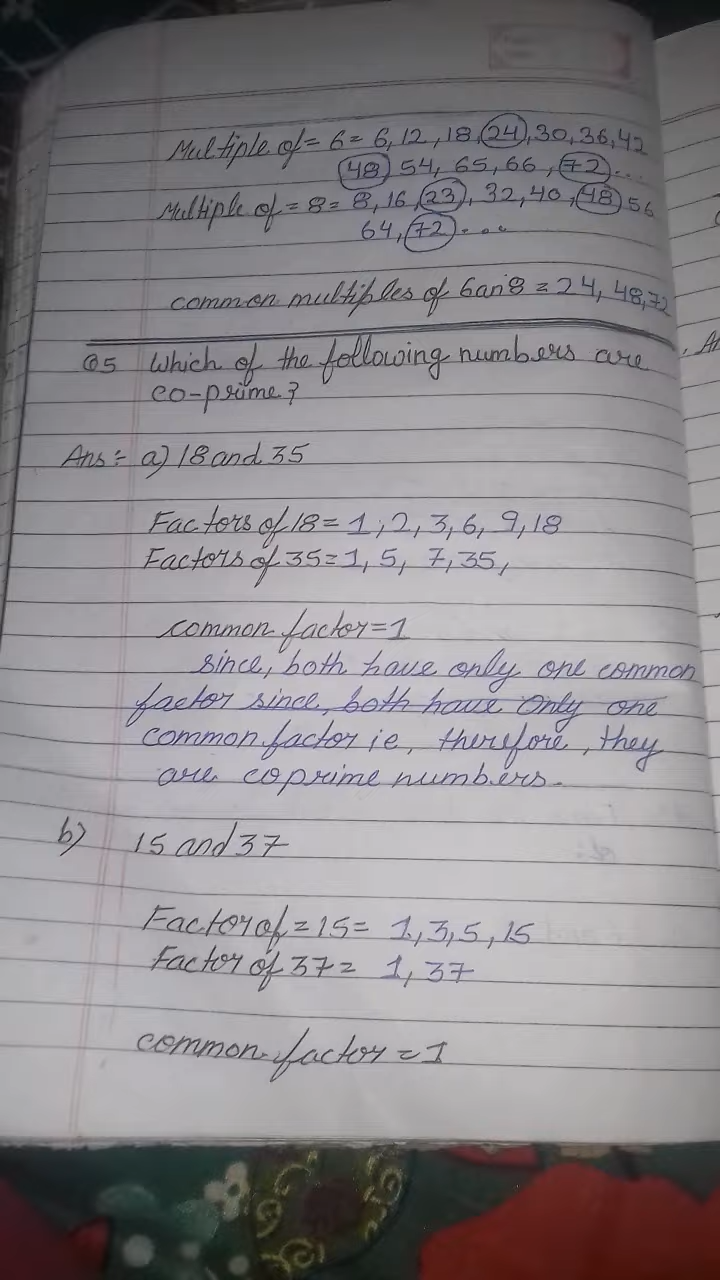 Multiple of = 6 = 6, 12, 18, 24, 30, 36, 42
48 54, 65, 66, 72...
Multiple of = 8 = 8, 16, 23, 32, 40, 48 56
64, 72...
common multiples of 6 an 8 = 24, 48, 72
Q5 Which of the following numbers are
co-prime?
Ans :- a) 18 and 35
Factors of 18 = 1, 2, 3, 6, 9, 18
Factors of 35 = 1, 5, 7, 35,
common factor = 1
since, both have only one common
factor since, both have only one
common factor ie, therefore, they
are coprime numbers.
b) 15 and 37
Factor of = 15 = 1, 3, 5, 15
Factor of 37 = 1, 37
common factor = 1